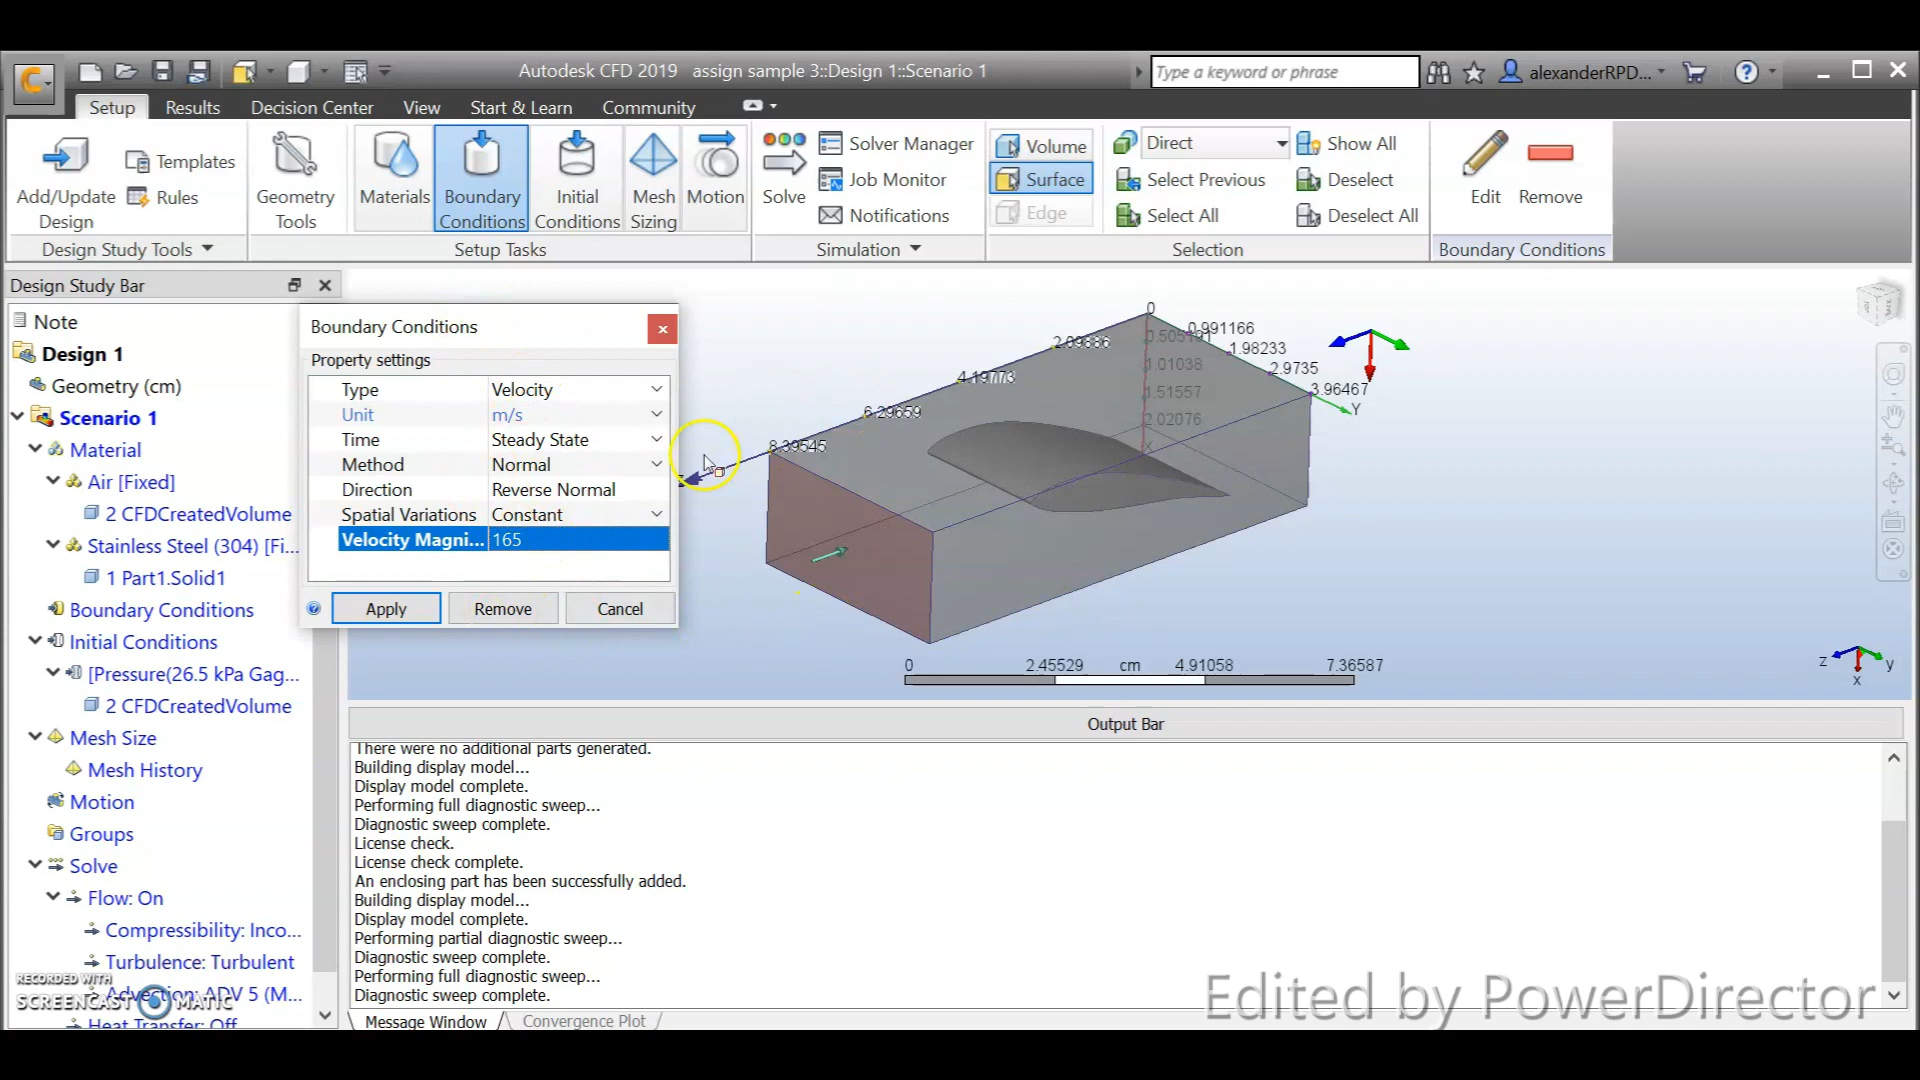 Autodesk CFD 2019 assign sample 3::Design 1::Scenario 1
Type a keyword or phrase
alexanderRPD...
Setup Results Decision Center View Start & Learn Community
Add/Update
Design
Templates
Rules
Design Study Tools
Geometry
Tools
Materials
Boundary
Conditions
Initial
Conditions
Mesh
Sizing
Motion
Setup Tasks
Solve
Solver Manager
Job Monitor
Notifications
Simulation
Volume
Surface
Edge
Direct
Select Previous
Select All
Show All
Deselect
Deselect All
Selection
Edit
Remove
Boundary Conditions
Design Study Bar
Note
Design 1
Geometry (cm)
Scenario 1
Material
Air [Fixed]
2 CFDCreatedVolume
Stainless Steel (304) [Fi...
1 Part1.Solid1
Boundary Conditions
Initial Conditions
[Pressure(26.5 kPa Gag...
2 CFDCreatedVolume
Mesh Size
Mesh History
Motion
Groups
Solve
Flow: On
Compressibility: Inco...
Turbulence: Turbulent
Advection: ADV 5 (M...
Heat Transfer: Off
RECORDED WITH
SCREENCAST MATIC
Boundary Conditions
Property settings
Type Velocity
Unit m/s
Time Steady State
Method Normal
Direction Reverse Normal
Spatial Variations Constant
Velocity Magni... 165
Apply Remove Cancel
0
0.991166
1.98233
2.9735
3.96467
Y
0.505191
1.01038
1.51557
2.02076
X
2.09886
4.19773
6.29659
8.39545
0 2.45529 cm 4.91058 7.36587
z
y
x
Output Bar
There were no additional parts generated.
Building display model...
Display model complete.
Performing full diagnostic sweep...
Diagnostic sweep complete.
License check.
License check complete.
An enclosing part has been successfully added.
Building display model...
Display model complete.
Performing partial diagnostic sweep...
Diagnostic sweep complete.
Performing full diagnostic sweep...
Diagnostic sweep complete.
Message Window Convergence Plot
Edited by PowerDirector